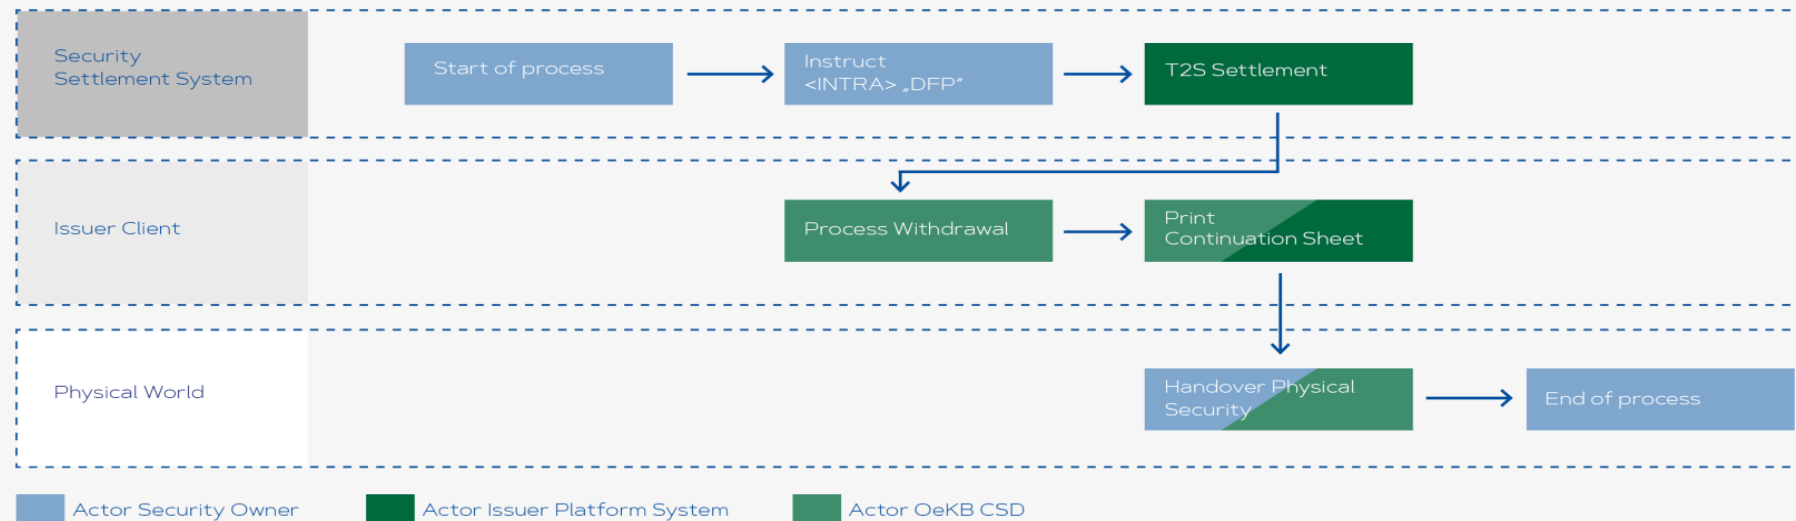 Security
Settlement System
Start of process
Instruct
<INTRA> „DFP“
T2S Settlement
Issuer Client
Process Withdrawal
Print
Continuation Sheet
Physical World
Handover Physical
Security
End of process
Actor Security Owner
Actor Issuer Platform System
Actor OeKB CSD